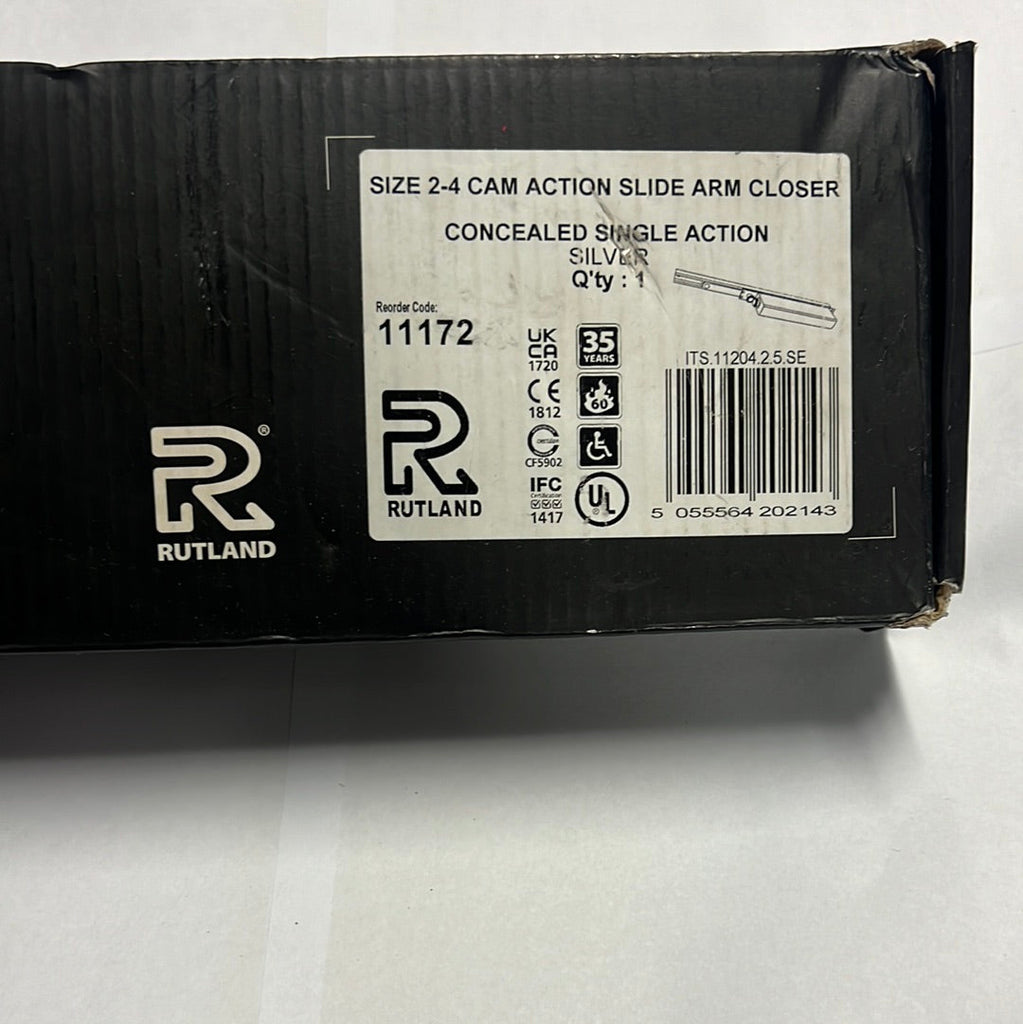 SIZE 2-4 CAM ACTION SLIDE ARM CLOSER
CONCEALED SINGLE ACTION
SILVER
Q'ty : 1
Reorder Code:
11172
UK
CA
1720
35
YEARS
CE
1812
60
certifire
CF5902
IFC
Certification
1417
UL
®
R
RUTLAND
ITS.11204.2.5.SE
5 055564 202143
R®
RUTLAND